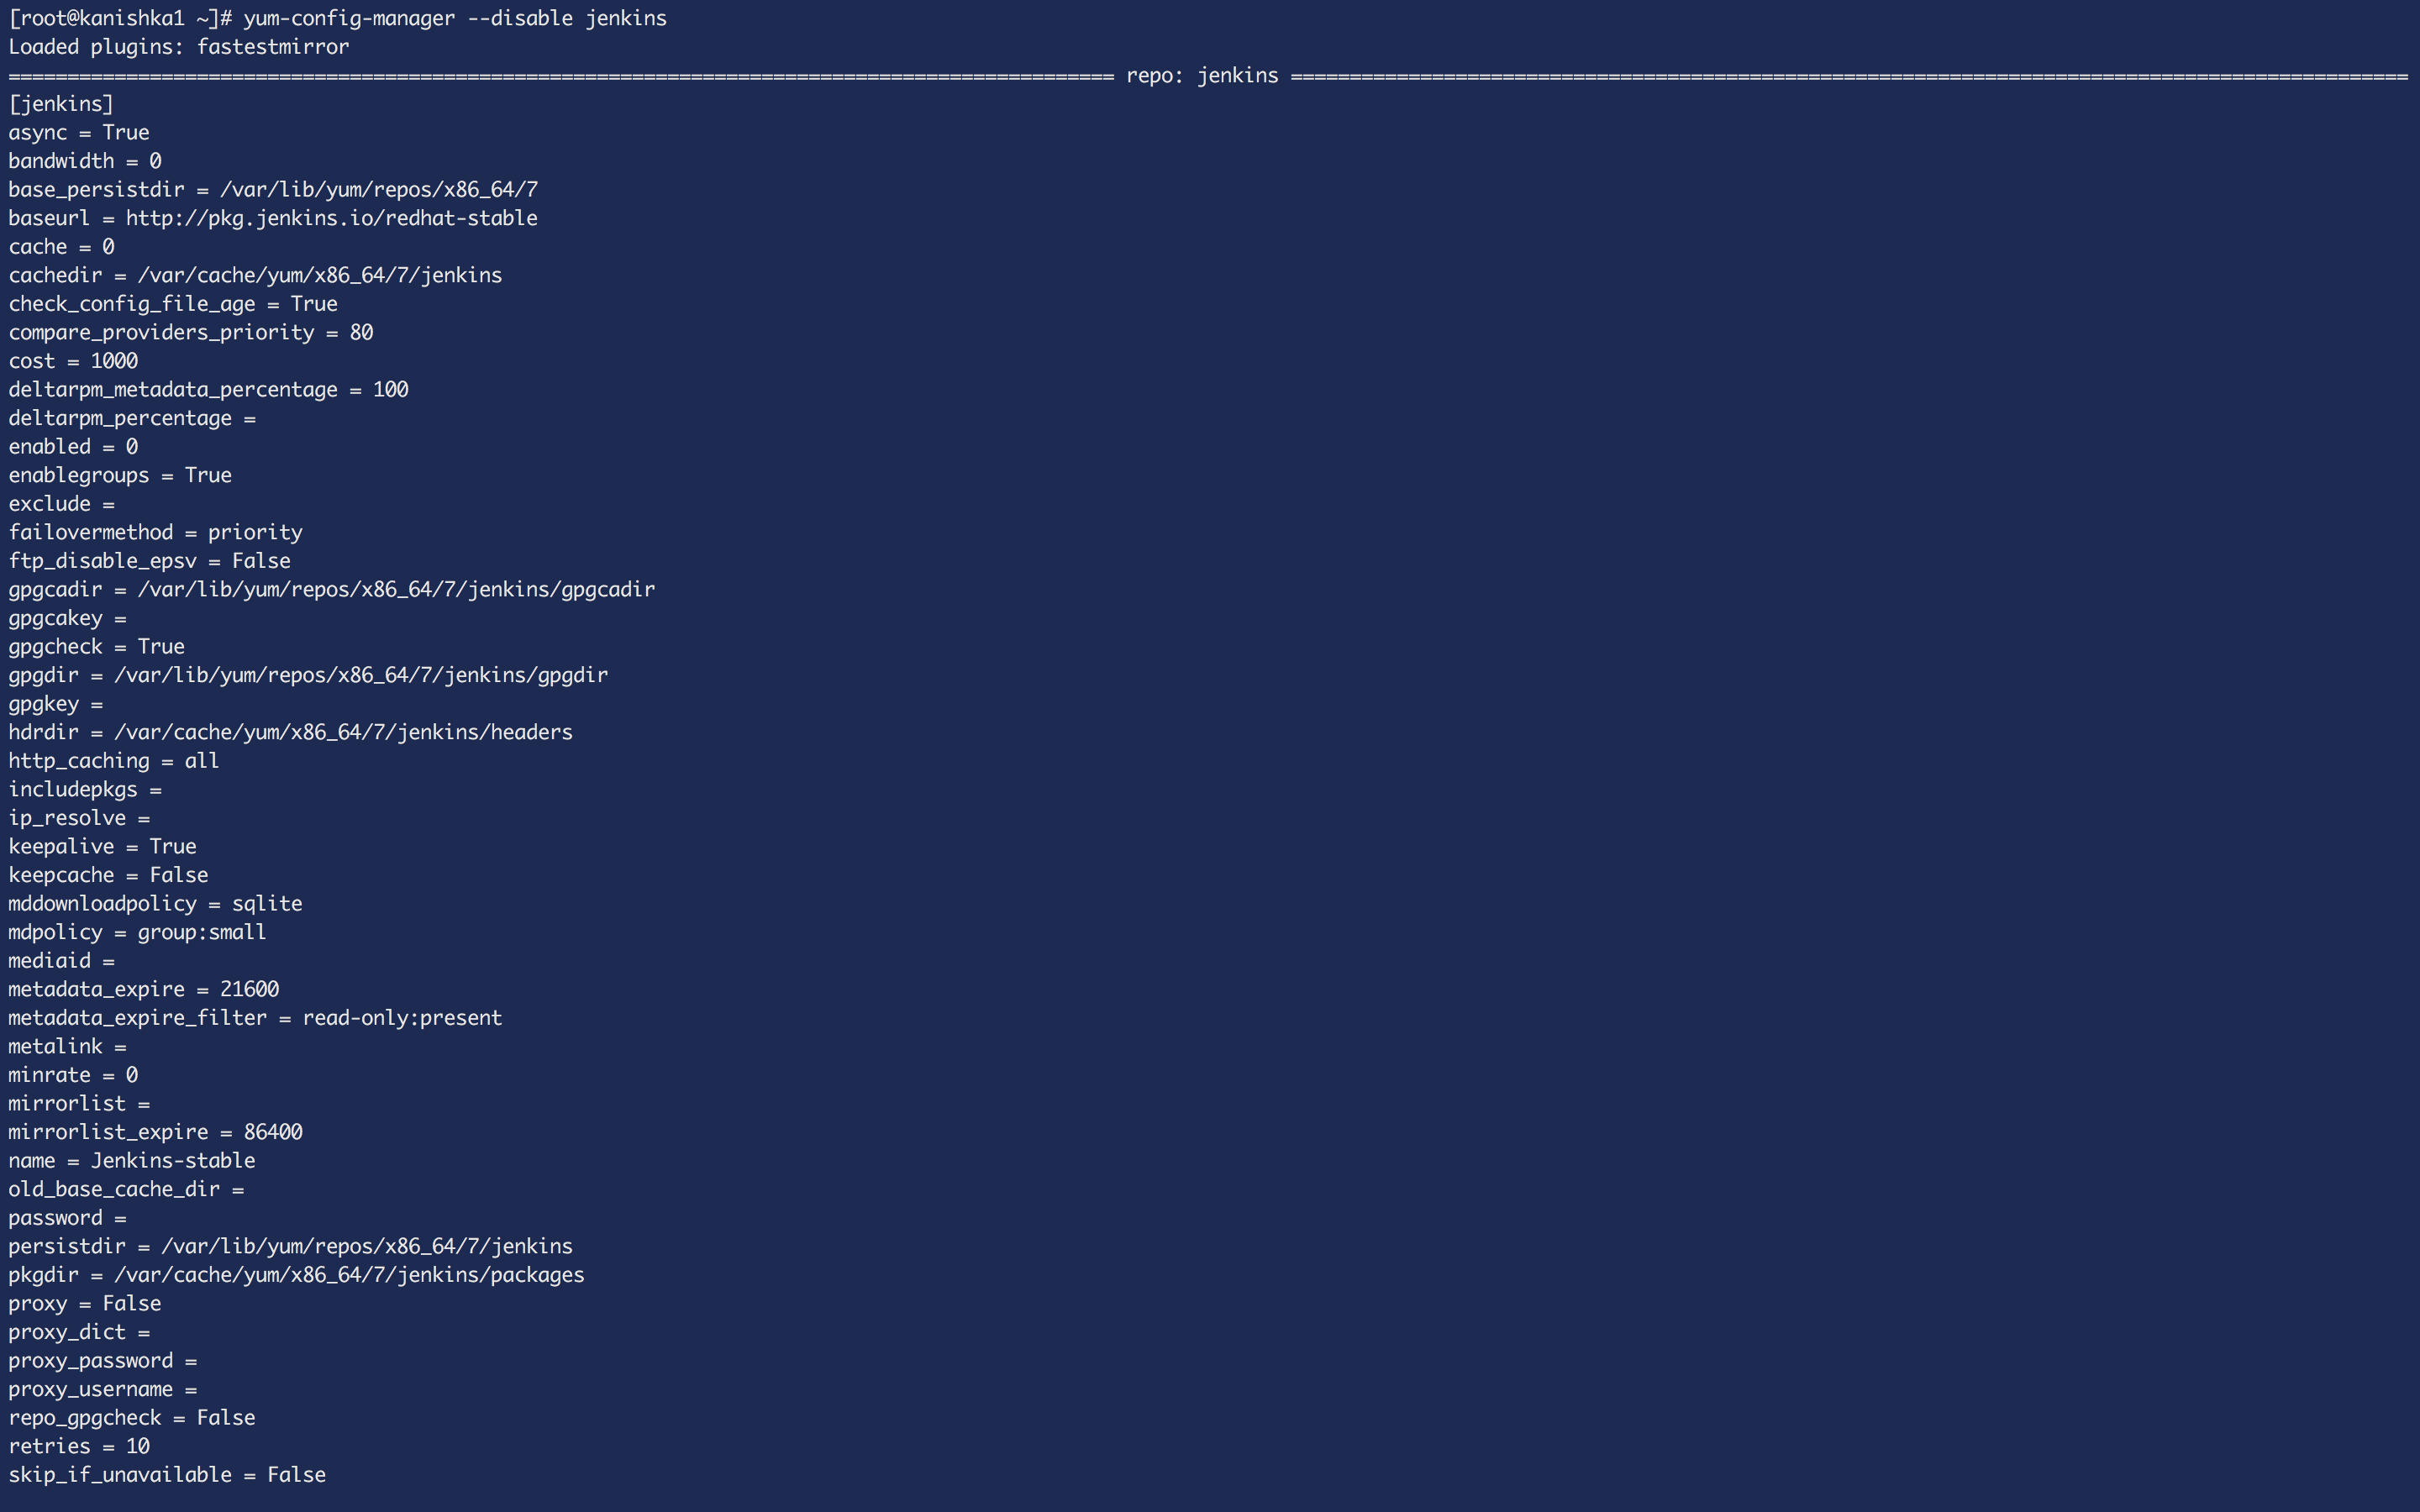 [root@kanishka1 ~]# yum-config-manager --disable jenkins
Loaded plugins: fastestmirror
============================================================================================== repo: jenkins ===============================================================================================
[jenkins]
async = True
bandwidth = 0
base_persistdir = /var/lib/yum/repos/x86_64/7
baseurl = http://pkg.jenkins.io/redhat-stable
cache = 0
cachedir = /var/cache/yum/x86_64/7/jenkins
check_config_file_age = True
compare_providers_priority = 80
cost = 1000
deltarpm_metadata_percentage = 100
deltarpm_percentage =
enabled = 0
enablegroups = True
exclude =
failovermethod = priority
ftp_disable_epsv = False
gpgcadir = /var/lib/yum/repos/x86_64/7/jenkins/gpgcadir
gpgcakey =
gpgcheck = True
gpgdir = /var/lib/yum/repos/x86_64/7/jenkins/gpgdir
gpgkey =
hdrdir = /var/cache/yum/x86_64/7/jenkins/headers
http_caching = all
includepkgs =
ip_resolve =
keepalive = True
keepcache = False
mddownloadpolicy = sqlite
mdpolicy = group:small
mediaid =
metadata_expire = 21600
metadata_expire_filter = read-only:present
metalink =
minrate = 0
mirrorlist =
mirrorlist_expire = 86400
name = Jenkins-stable
old_base_cache_dir =
password =
persistdir = /var/lib/yum/repos/x86_64/7/jenkins
pkgdir = /var/cache/yum/x86_64/7/jenkins/packages
proxy = False
proxy_dict =
proxy_password =
proxy_username =
repo_gpgcheck = False
retries = 10
skip_if_unavailable = False